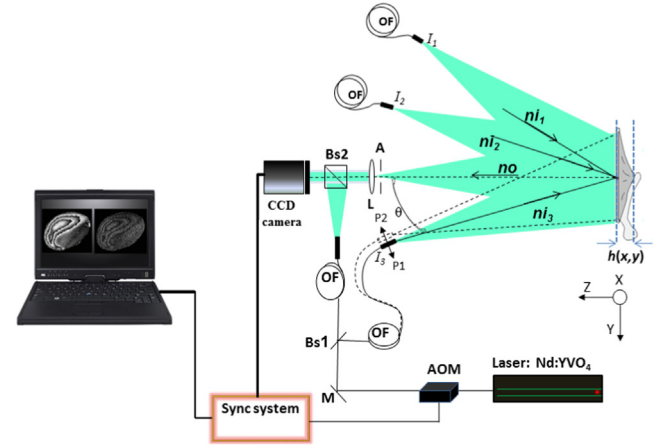 OF
I1
OF
I2
ni1
ni2
Bs2
A
no
CCD
camera
L
θ
P2
ni3
I3
P1
h(x,y)
OF
X
Z
Y
OF
Bs1
AOM
Laser: Nd:YVO4
M
Sync system